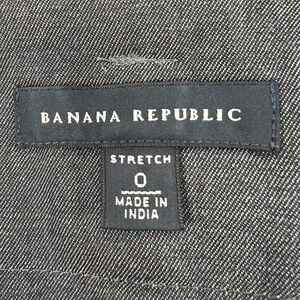 BANANA REPUBLIC
STRETCH
0
MADE IN
INDIA